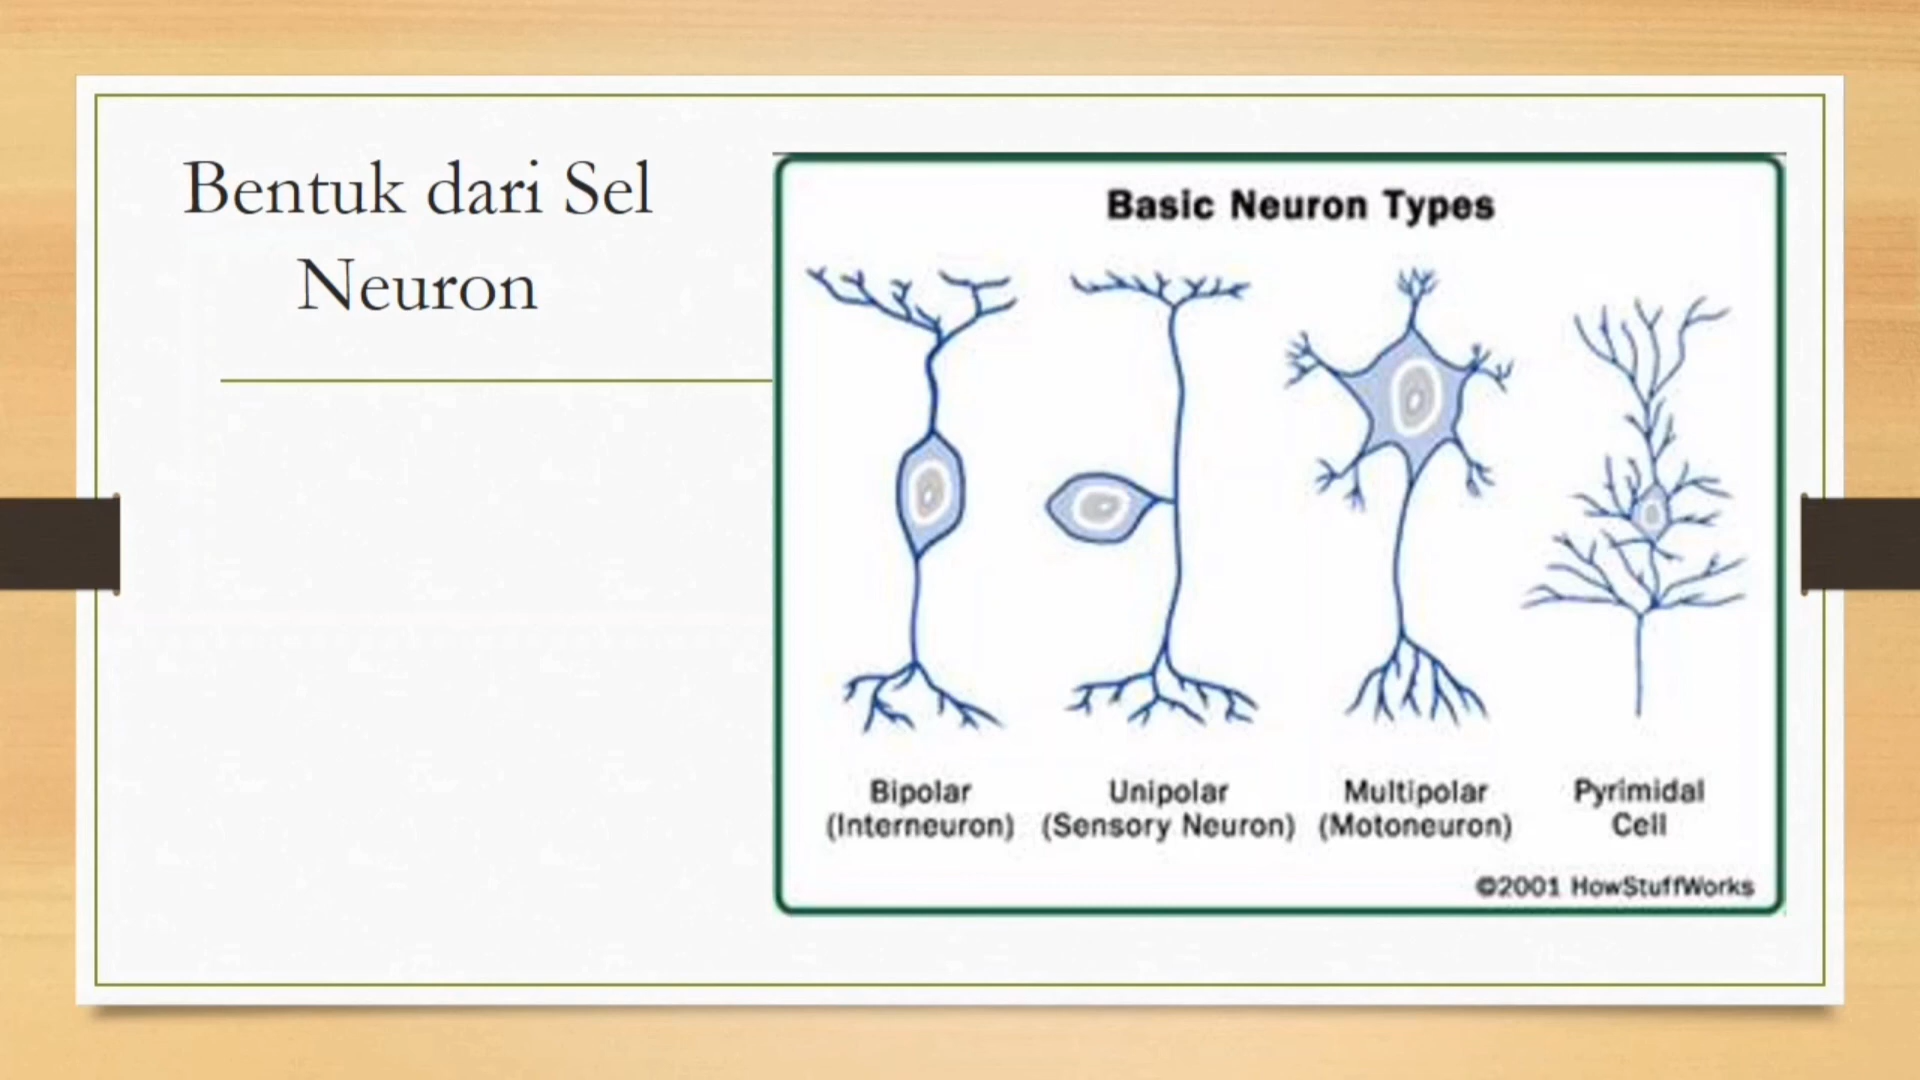 Bentuk dari Sel
Neuron
Basic Neuron Types
Bipolar
(Interneuron)
Unipolar
(Sensory Neuron)
Multipolar
(Motoneuron)
Pyrimidal
Cell
©2001 HowStuffWorks